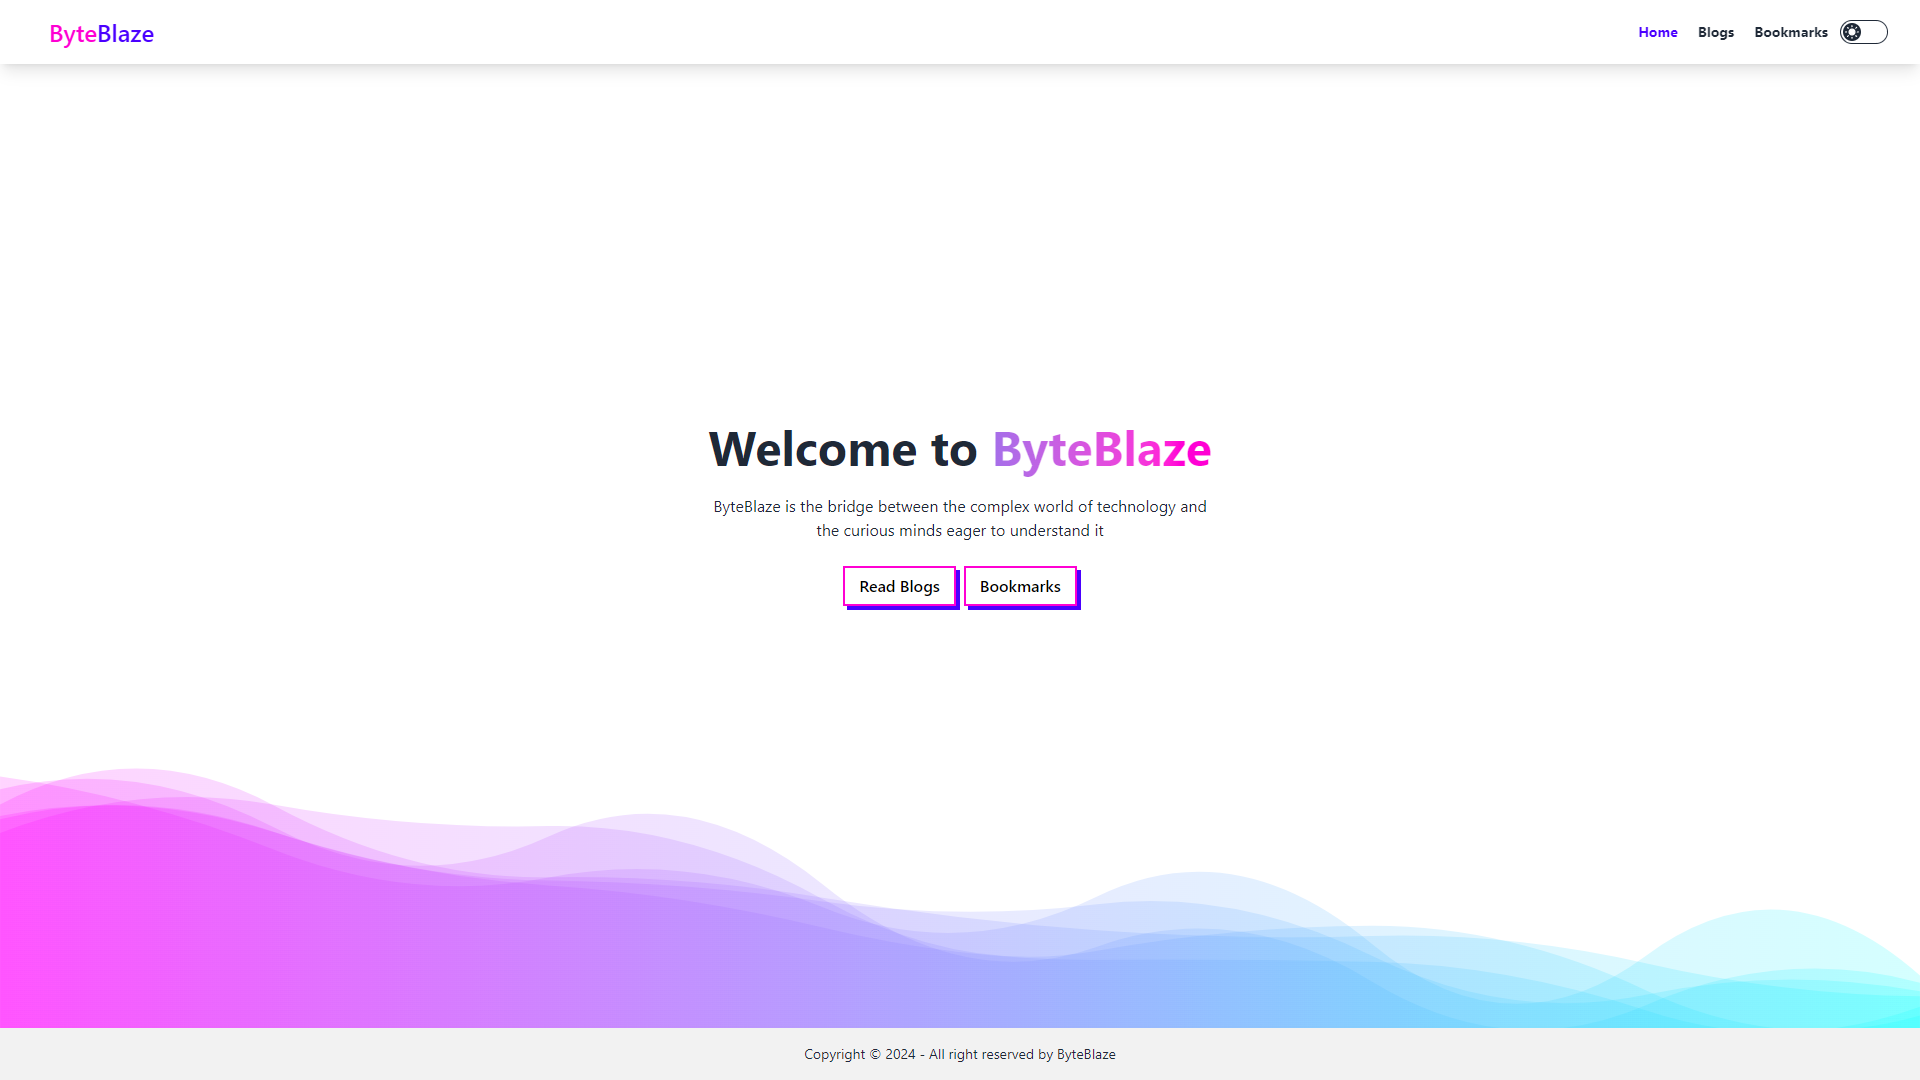 ByteBlaze
Home Blogs Bookmarks
Welcome to ByteBlaze
ByteBlaze is the bridge between the complex world of technology and
the curious minds eager to understand it
Read Blogs Bookmarks
Copyright © 2024 - All right reserved by ByteBlaze